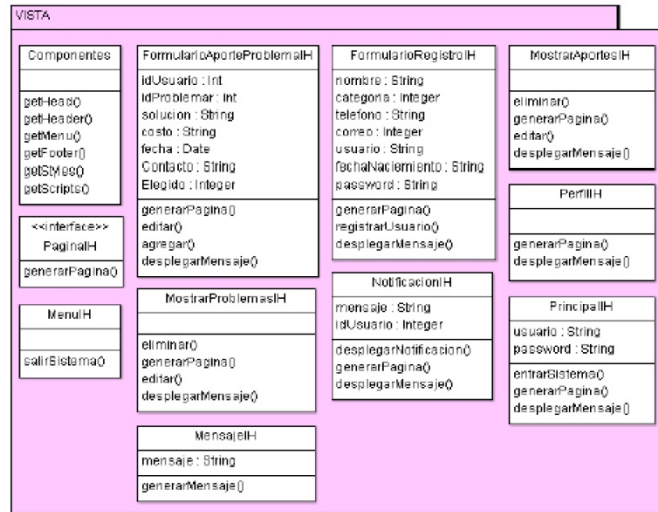 VISTA
Componentes
getHead()
getHeader()
getMenu()
getFooter()
getStyles()
getScripts()
<<interface>>
PaginaIH
generarPagina()
MenuIH
salirSistema()
FormularioAporteProblemaIH
idUsuario : Int
idProblemar : Int
solucion : String
costo : String
fecha : Date
Contacto : String
Elegido : Integer
generarPagina()
editar()
agregar()
desplegarMensaje()
MostrarProblemasIH
eliminar()
generarPagina()
editar()
desplegarMensaje()
MensajeIH
mensaje : String
generarMensaje()
FormularioRegistroIH
nombre : String
categoria : Integer
telefono : String
correo : Integer
usuario : String
fechaNaciemiento : String
password : String
generarPagina()
registrarUsuario()
desplegarMensaje()
NotificacionIH
mensaje : String
idUsuario : Integer
desplegarNotificacion()
generarPagina()
desplegarMensaje()
MostrarAportesIH
eliminar()
generarPagina()
editar()
desplegarMensaje()
PerfilIH
generarPagina()
desplegarMensaje()
PrincipalIH
usuario : String
password : String
entrarSistema()
generarPagina()
desplegarMensaje()